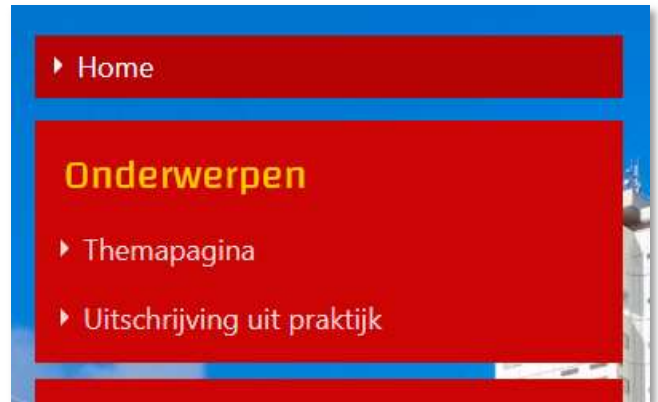 Home
Onderwerpen
Themapagina
Uitschrijving uit praktijk